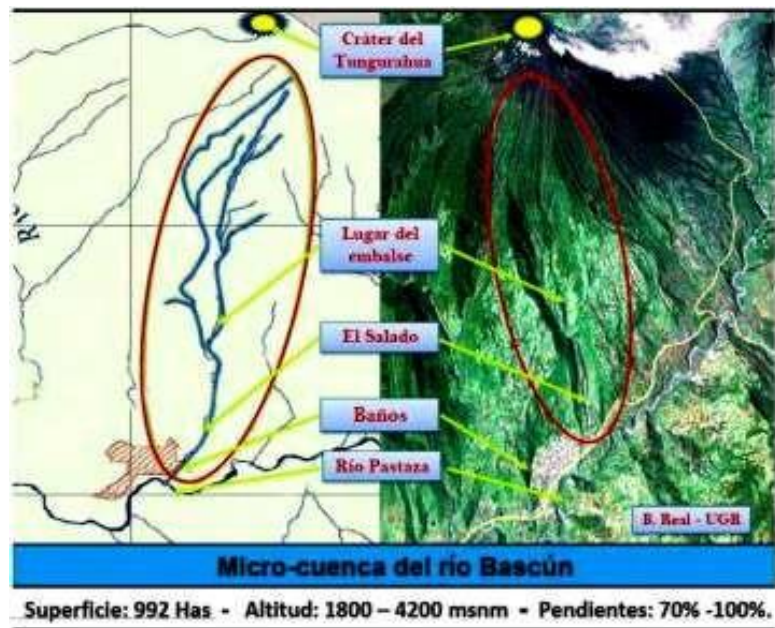 Cráter del
Tungurahua
Lugar del
embalse
El Salado
Baños
Río Pastaza
B. Real - UGR
Micro-cuenca del río Bascún
Superficie: 992 Has - Altitud: 1800 – 4200 msnm - Pendientes: 70% -100%.